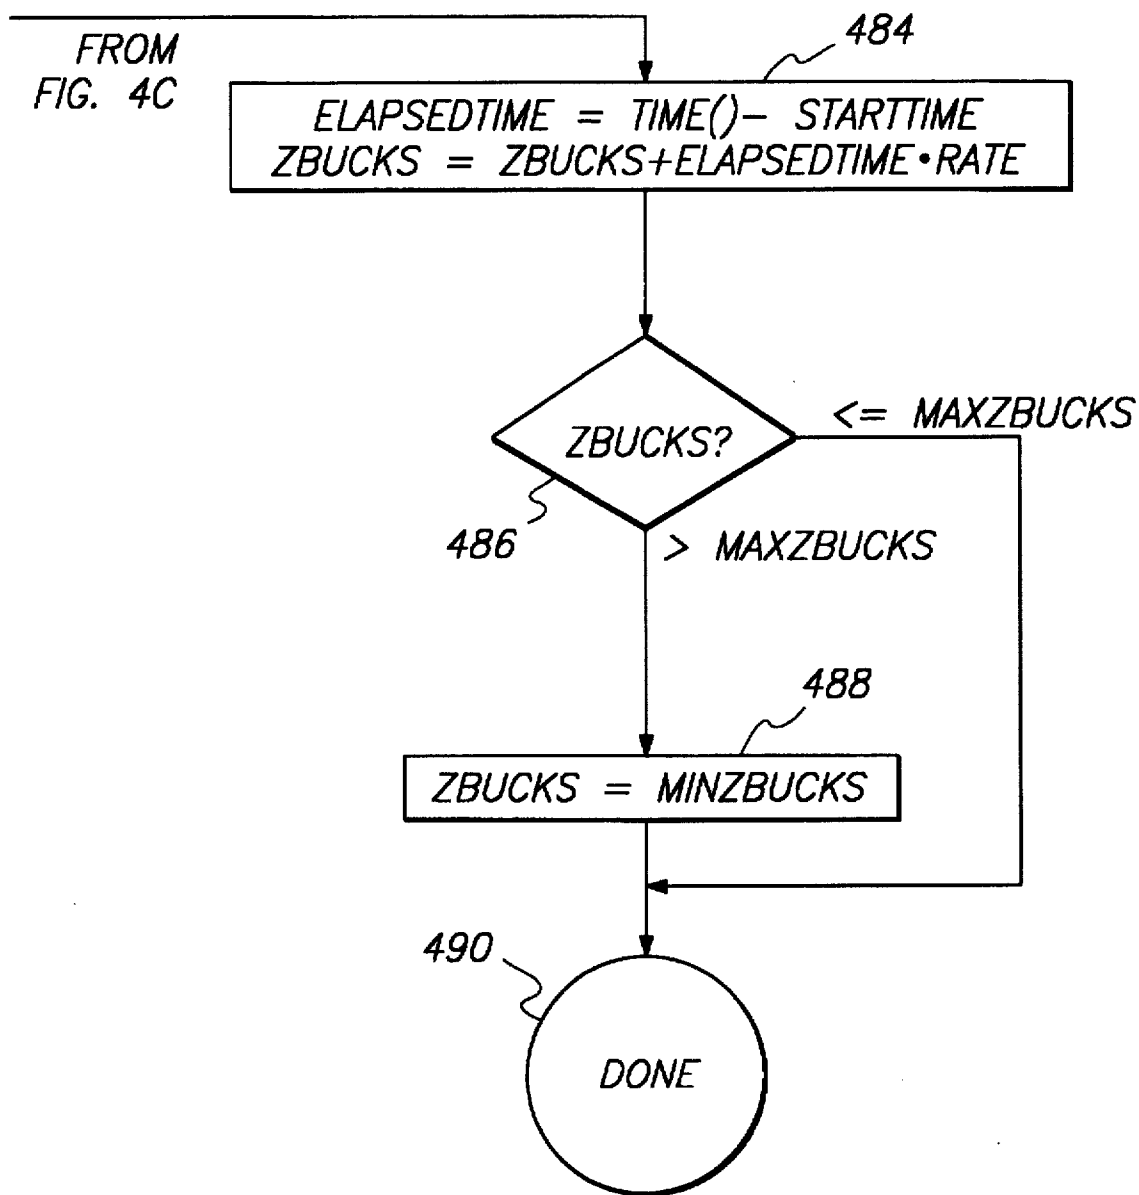 FROM
FIG. 4C
484
ELAPSEDTIME = TIME()- STARTTIME
ZBUCKS = ZBUCKS+ELAPSEDTIME•RATE
<= MAXZBUCKS
ZBUCKS?
486
> MAXZBUCKS
488
ZBUCKS = MINZBUCKS
490
DONE